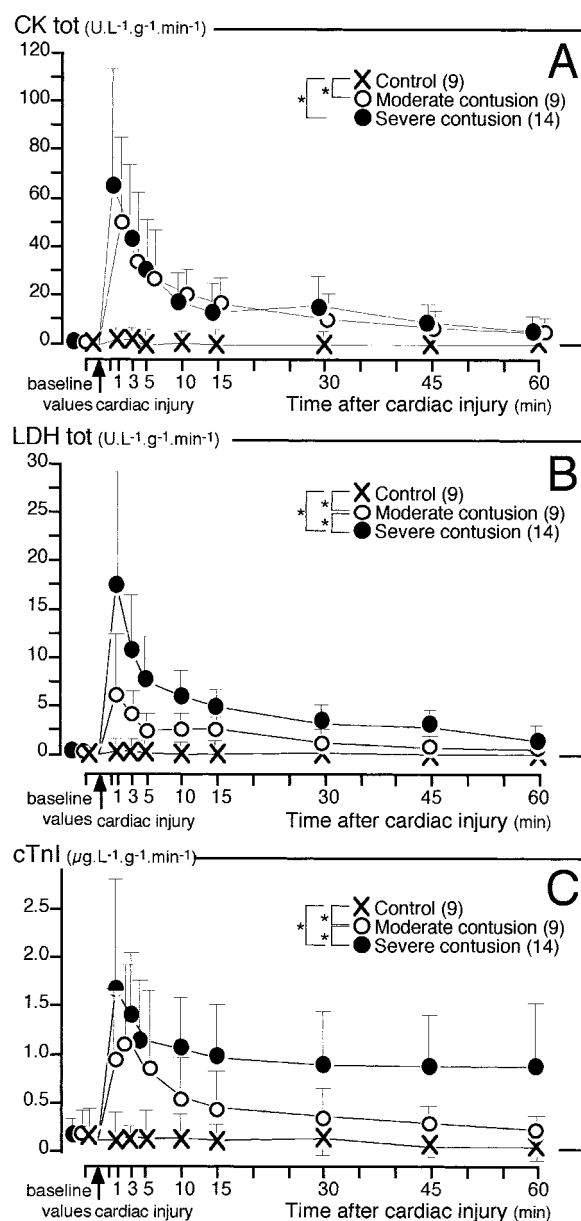 CK tot (U.L-1.g-1.min-1)
A
120
100
80
60
40
20
0
Control (9)
Moderate contusion (9)
Severe contusion (14)
* *
baseline values
cardiac injury
1 3 5 10 15 30 45 60
Time after cardiac injury (min)
LDH tot (U.L-1.g-1.min-1)
B
30
25
20
15
10
5
0
Control (9)
Moderate contusion (9)
Severe contusion (14)
* * *
baseline values
cardiac injury
1 3 5 10 15 30 45 60
Time after cardiac injury (min)
cTnI (µg.L-1.g-1.min-1)
C
2.5
2.0
1.5
1.0
0.5
0
Control (9)
Moderate contusion (9)
Severe contusion (14)
* * *
baseline values
cardiac injury
1 3 5 10 15 30 45 60
Time after cardiac injury (min)